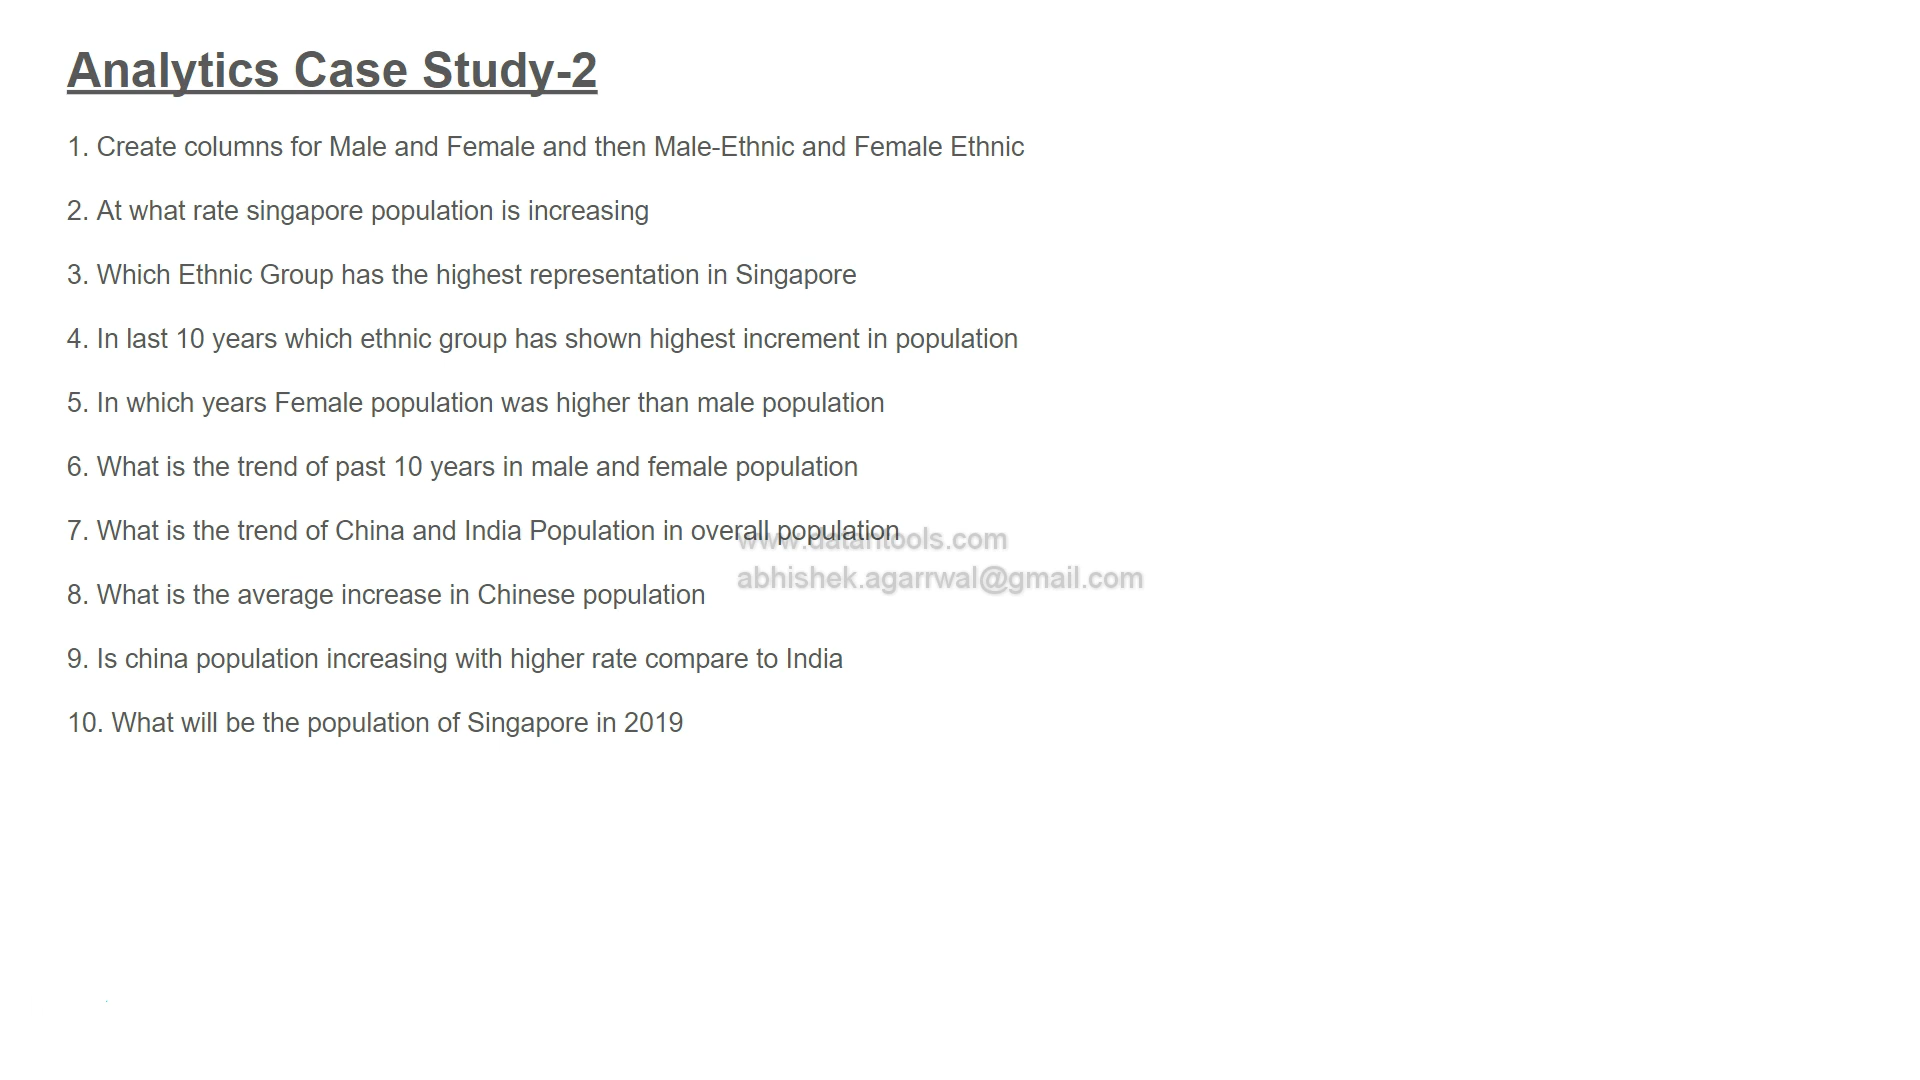 Analytics Case Study-2
1. Create columns for Male and Female and then Male-Ethnic and Female Ethnic
2. At what rate singapore population is increasing
3. Which Ethnic Group has the highest representation in Singapore
4. In last 10 years which ethnic group has shown highest increment in population
5. In which years Female population was higher than male population
6. What is the trend of past 10 years in male and female population
7. What is the trend of China and India Population in overall population
www.datantools.com
abhishek.agarrwal@gmail.com
8. What is the average increase in Chinese population
9. Is china population increasing with higher rate compare to India
10. What will be the population of Singapore in 2019